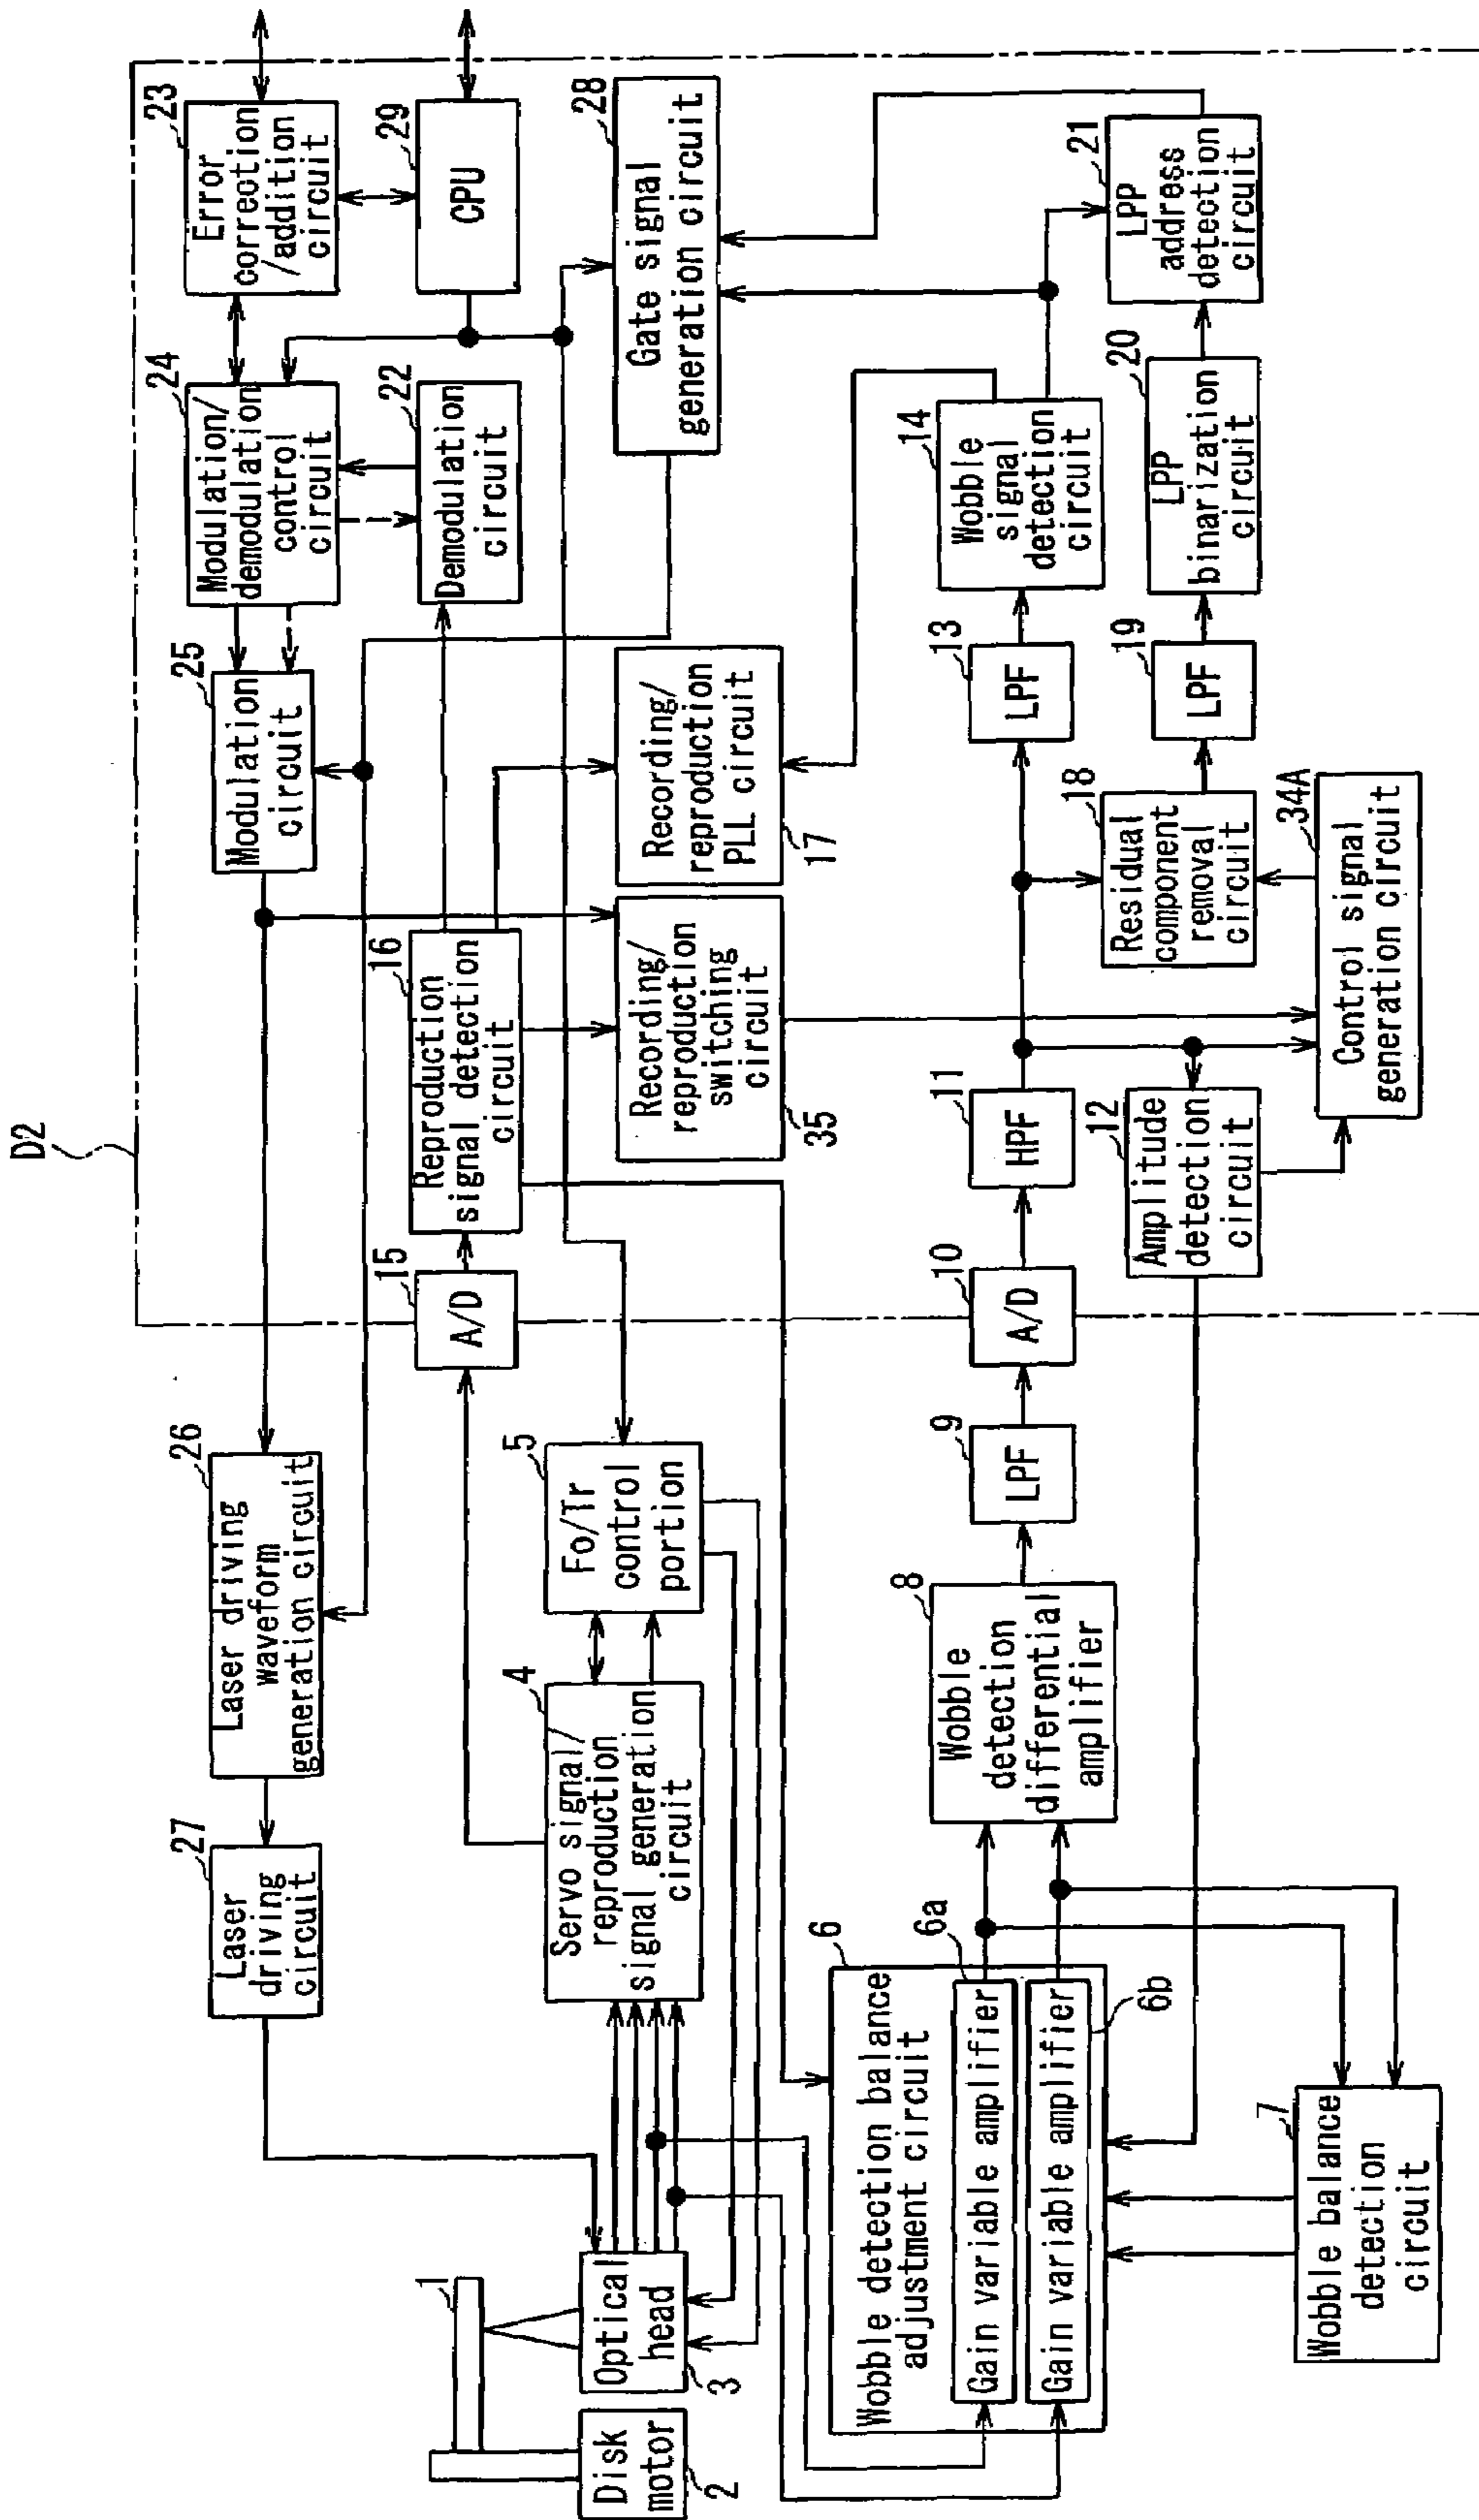 D2
23
Error
correction
/addition
circuit
29
CPU
28
Gate signal
generation circuit
21
LPP
address
detection
circuit
24
Modulation/
demodulation
control
circuit
22
Demodulation
circuit
14
Wobble
signal
detection
circuit
20
LPP
binarization
circuit
25
Modulation
circuit
Recording/
reproduction
PLL circuit
17
13
LPF
19
LPF
16
Reproduction
signal detection
circuit
Recording/
reproduction
switching
circuit
35
18
Residual
component
removal
circuit
34A
Control signal
generation circuit
15
A/D
10
A/D
11
HPF
12
Amplitude
detection
circuit
26
Laser driving
waveform
generation circuit
5
Fo/Tr
control
portion
9
LPF
27
Laser
driving
circuit
4
Servo signal/
reproduction
signal generation
circuit
8
Wobble
detection
differential
amplifier
1
Optical
head
3
Disk
motor
2
6
Wobble detection balance
adjustment circuit
6a
Gain variable amplifier
Gain variable amplifier
6b
7
Wobble balance
detection
circuit